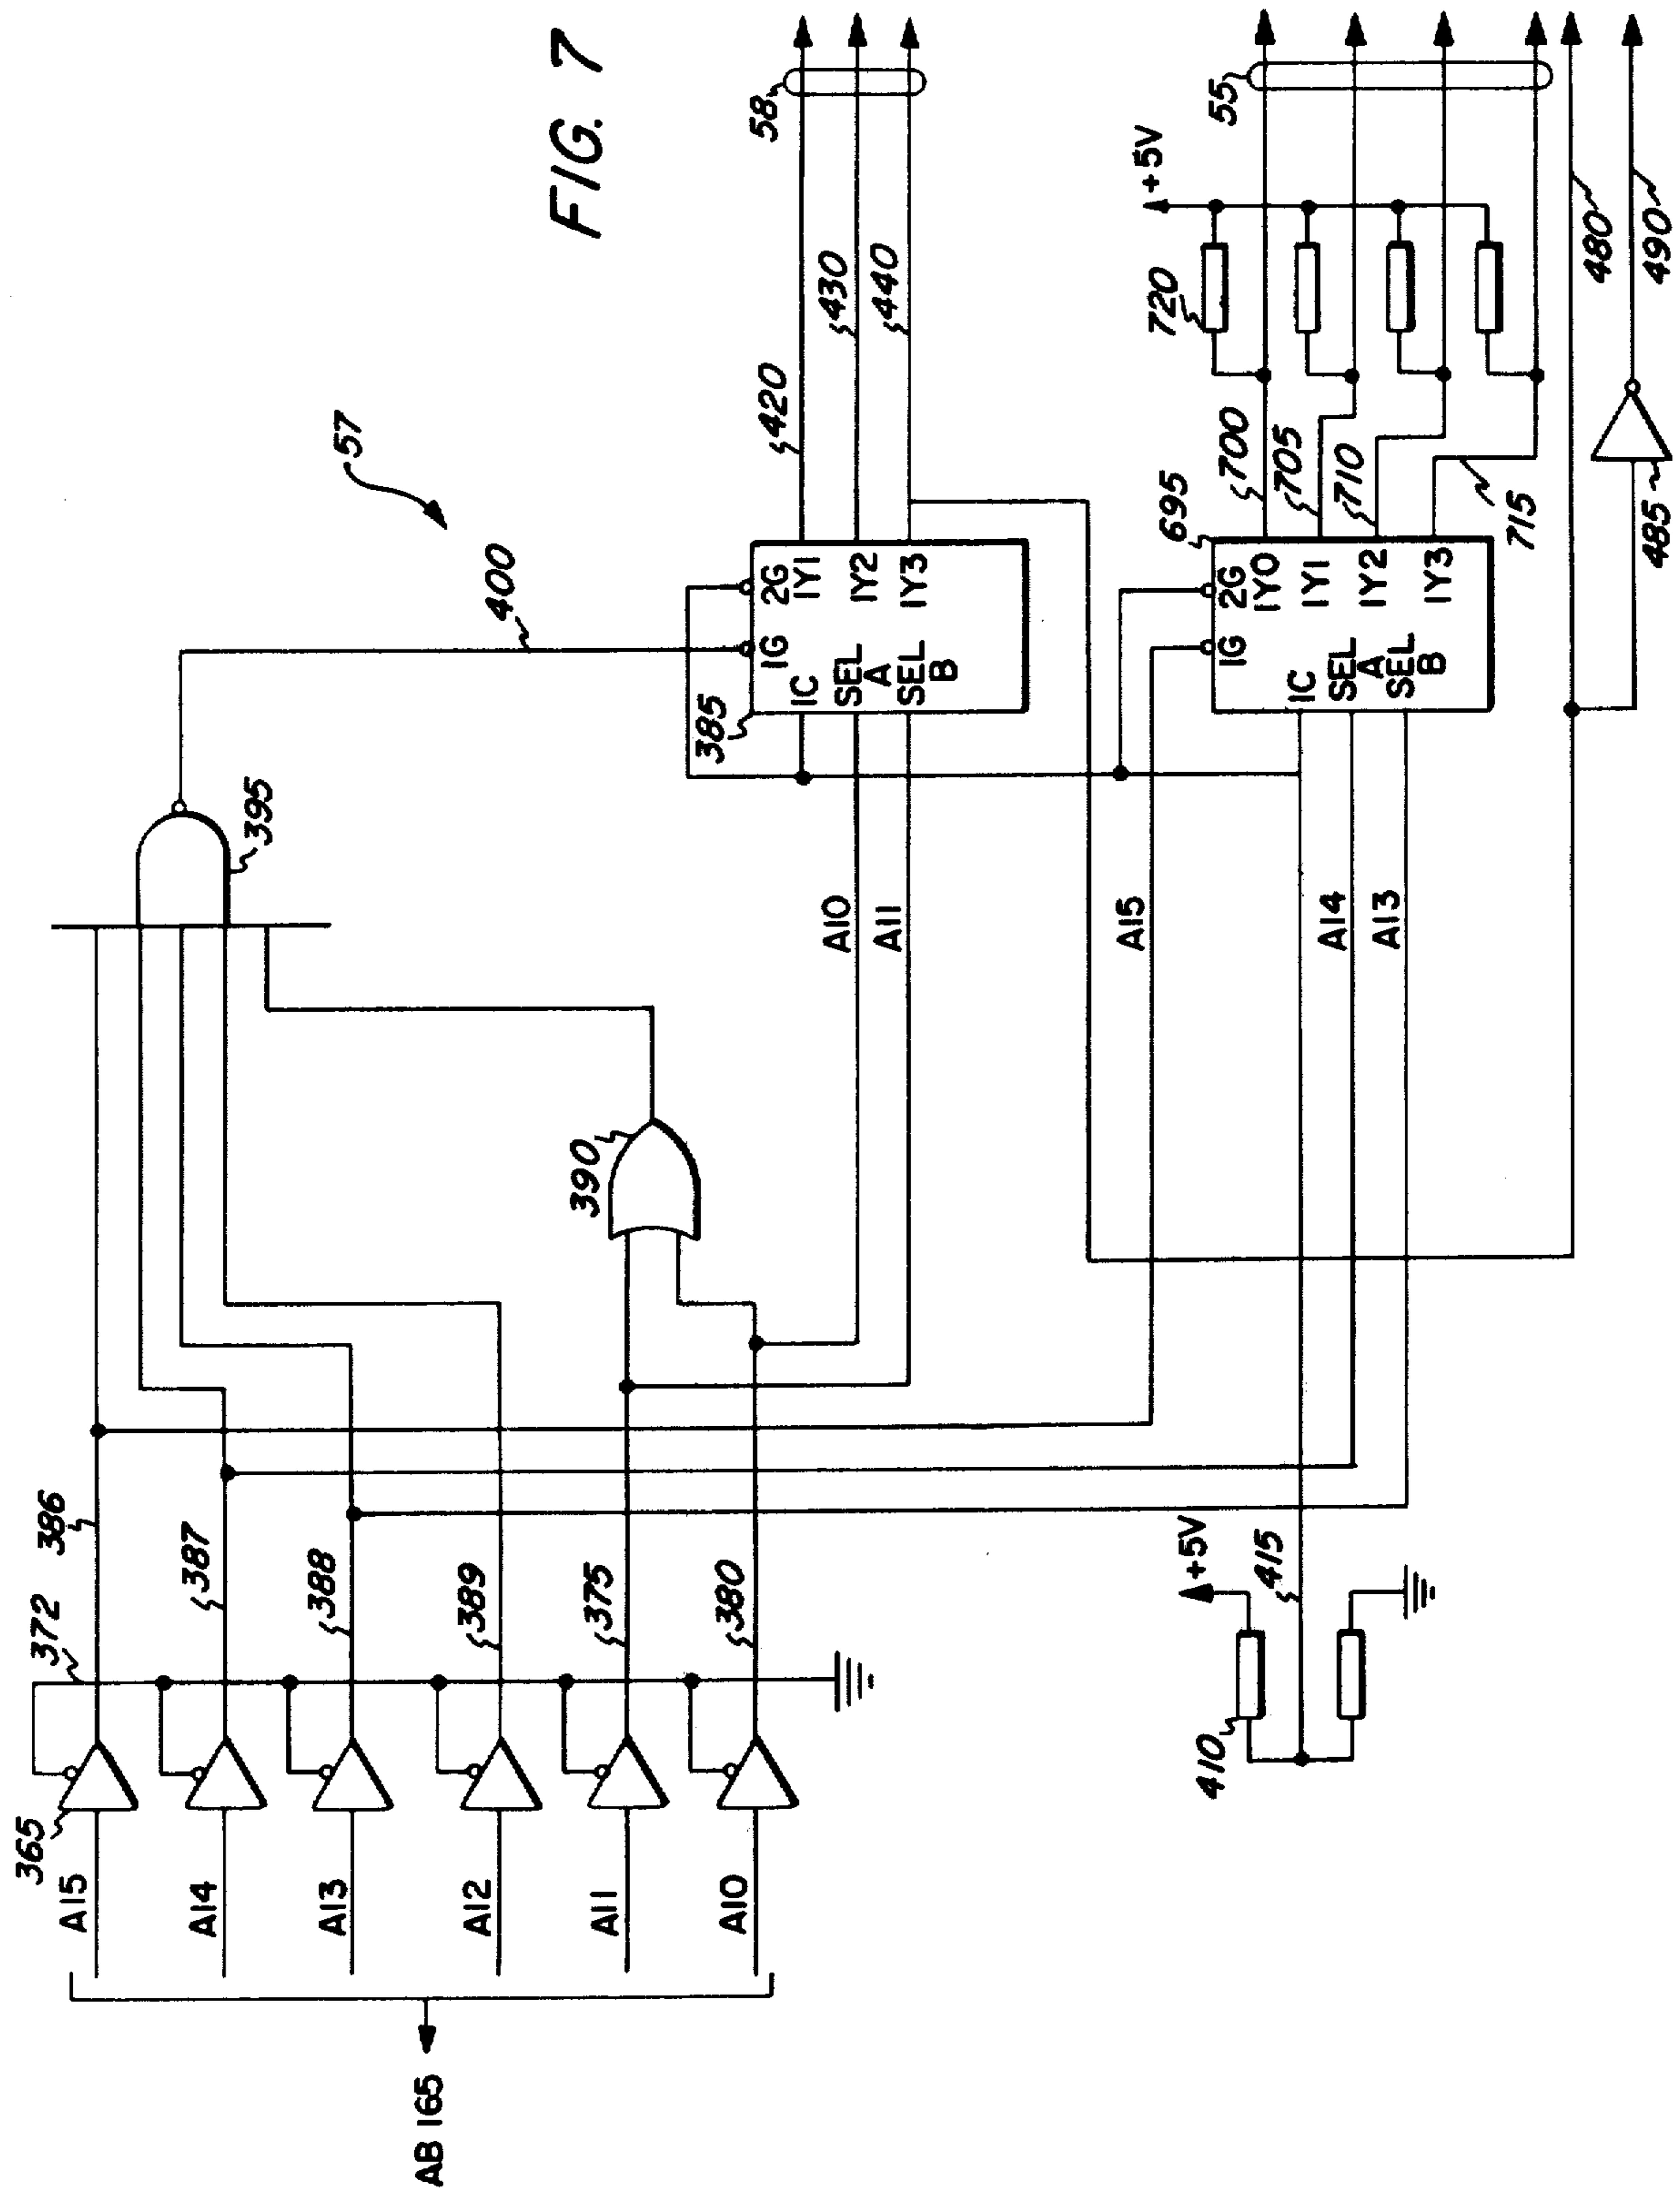 FIG. 7
57
58
55
AB 165
A15
A14
A13
A12
A11
A10
365
372
386
387
388
389
375
380
390
395
400
A10
A11
A15
A14
A13
385
1G
2G
1C
1Y1
SEL
A
1Y2
SEL
B
1Y3
420
430
440
695
1G
2G
1Y0
1C
1Y1
SEL
A
1Y2
SEL
B
1Y3
700
705
710
715
720
+5V
410
+5V
415
480
485
490